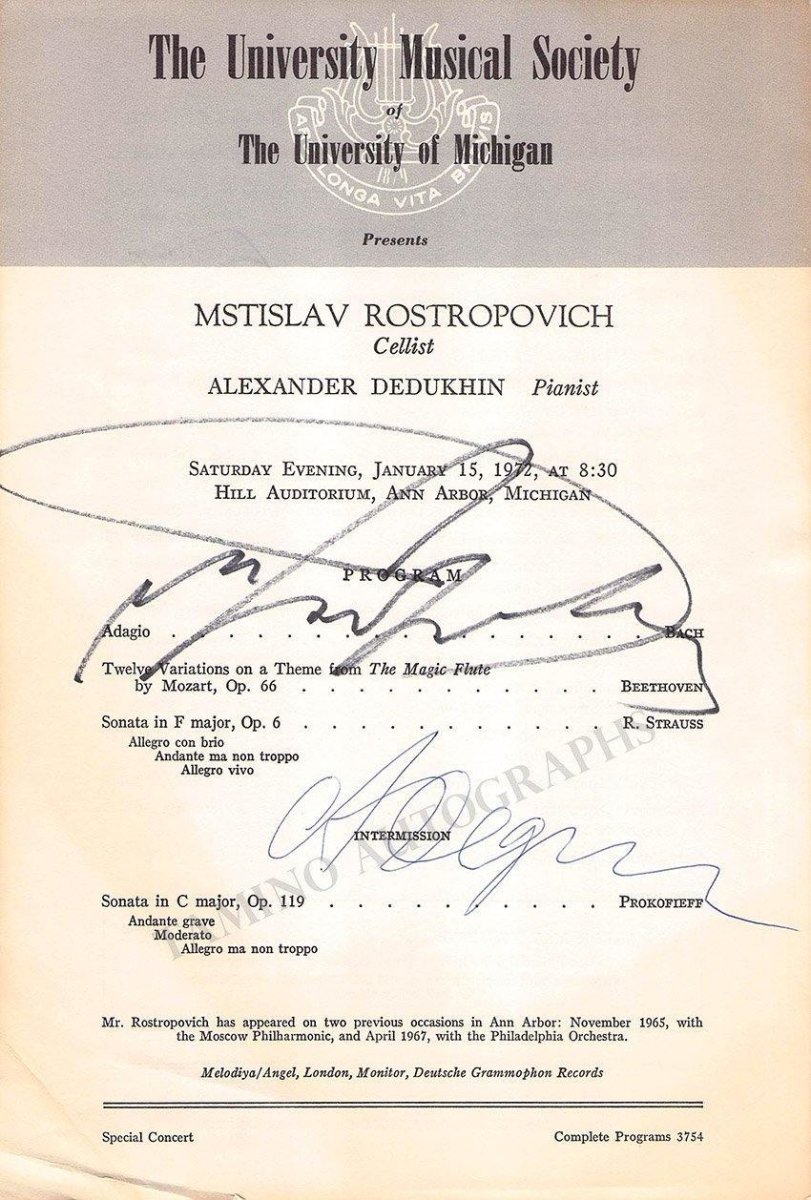 The University Musical Society
of
The University of Michigan
ARS LONGA VITA BREVIS
Presents
MSTISLAV ROSTROPOVICH
Cellist
ALEXANDER DEDUKHIN Pianist
SATURDAY EVENING, JANUARY 15, 1972, AT 8:30
HILL AUDITORIUM, ANN ARBOR, MICHIGAN
PROGRAM
Adagio . . . . . . . . . . . . . . . . . . . BACH
Twelve Variations on a Theme from The Magic Flute
by Mozart, Op. 66 . . . . . . . . . . . . BEETHOVEN
Sonata in F major, Op. 6 . . . . . . . . . . . . R. STRAUSS
Allegro con brio
Andante ma non troppo
Allegro vivo
INTERMISSION
TAMINO AUTOGRAPHS
Sonata in C major, Op. 119 . . . . . . . . . . . PROKOFIEFF
Andante grave
Moderato
Allegro ma non troppo
Mr. Rostropovich has appeared on two previous occasions in Ann Arbor: November 1965, with
the Moscow Philharmonic, and April 1967, with the Philadelphia Orchestra.
Melodiya/Angel, London, Monitor, Deutsche Grammophon Records
Special Concert Complete Programs 3754